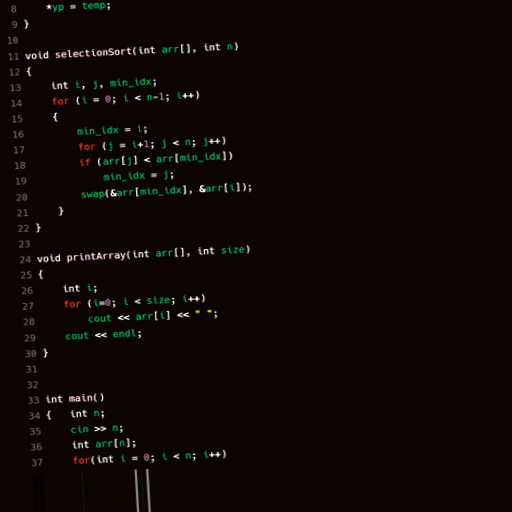 8 *yp = temp;
9 }
10
11 void selectionSort(int arr[], int n)
12 {
13 int i, j, min_idx;
14 for (i = 0; i < n-1; i++)
15 {
16 min_idx = i;
17 for (j = i+1; j < n; j++)
18 if (arr[j] < arr[min_idx])
19 min_idx = j;
20 swap(&arr[min_idx], &arr[i]);
21 }
22 }
23
24 void printArray(int arr[], int size)
25 {
26 int i;
27 for (i=0; i < size; i++)
28 cout << arr[i] << " ";
29 cout << endl;
30 }
31
32
33 int main()
34 { int n;
35 cin >> n;
36 int arr[n];
37 for(int i = 0; i < n; i++)